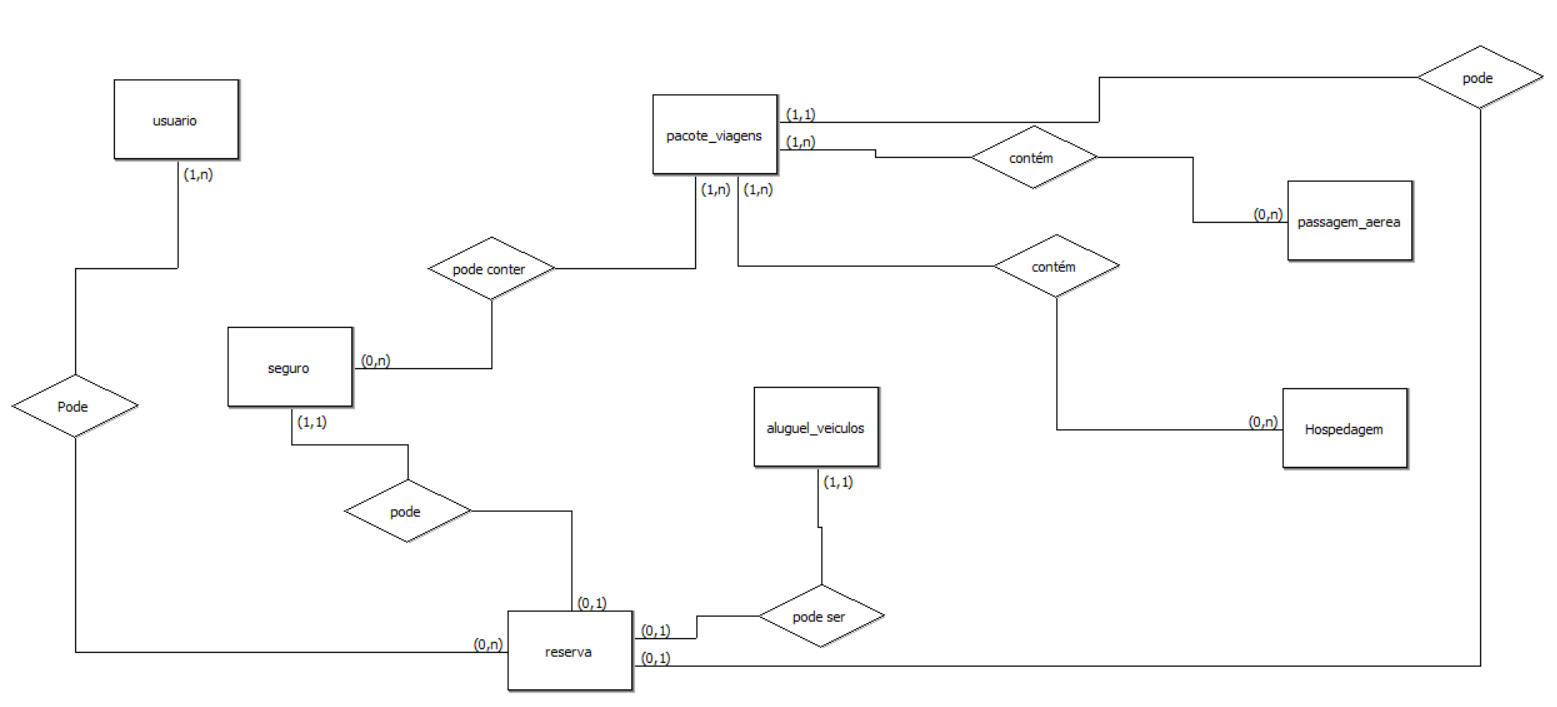 pode
usuario
(1,n)
pacote_viagens
(1,1)
(1,n)
(1,n)
(1,n)
contém
(0,n)
passagem_aerea
pode conter
contém
seguro
(0,n)
(1,1)
Pode
aluguel_veiculos
(1,1)
(0,n)
Hospedagem
pode
(0,1)
pode ser
(0,n)
reserva
(0,1)
(0,1)